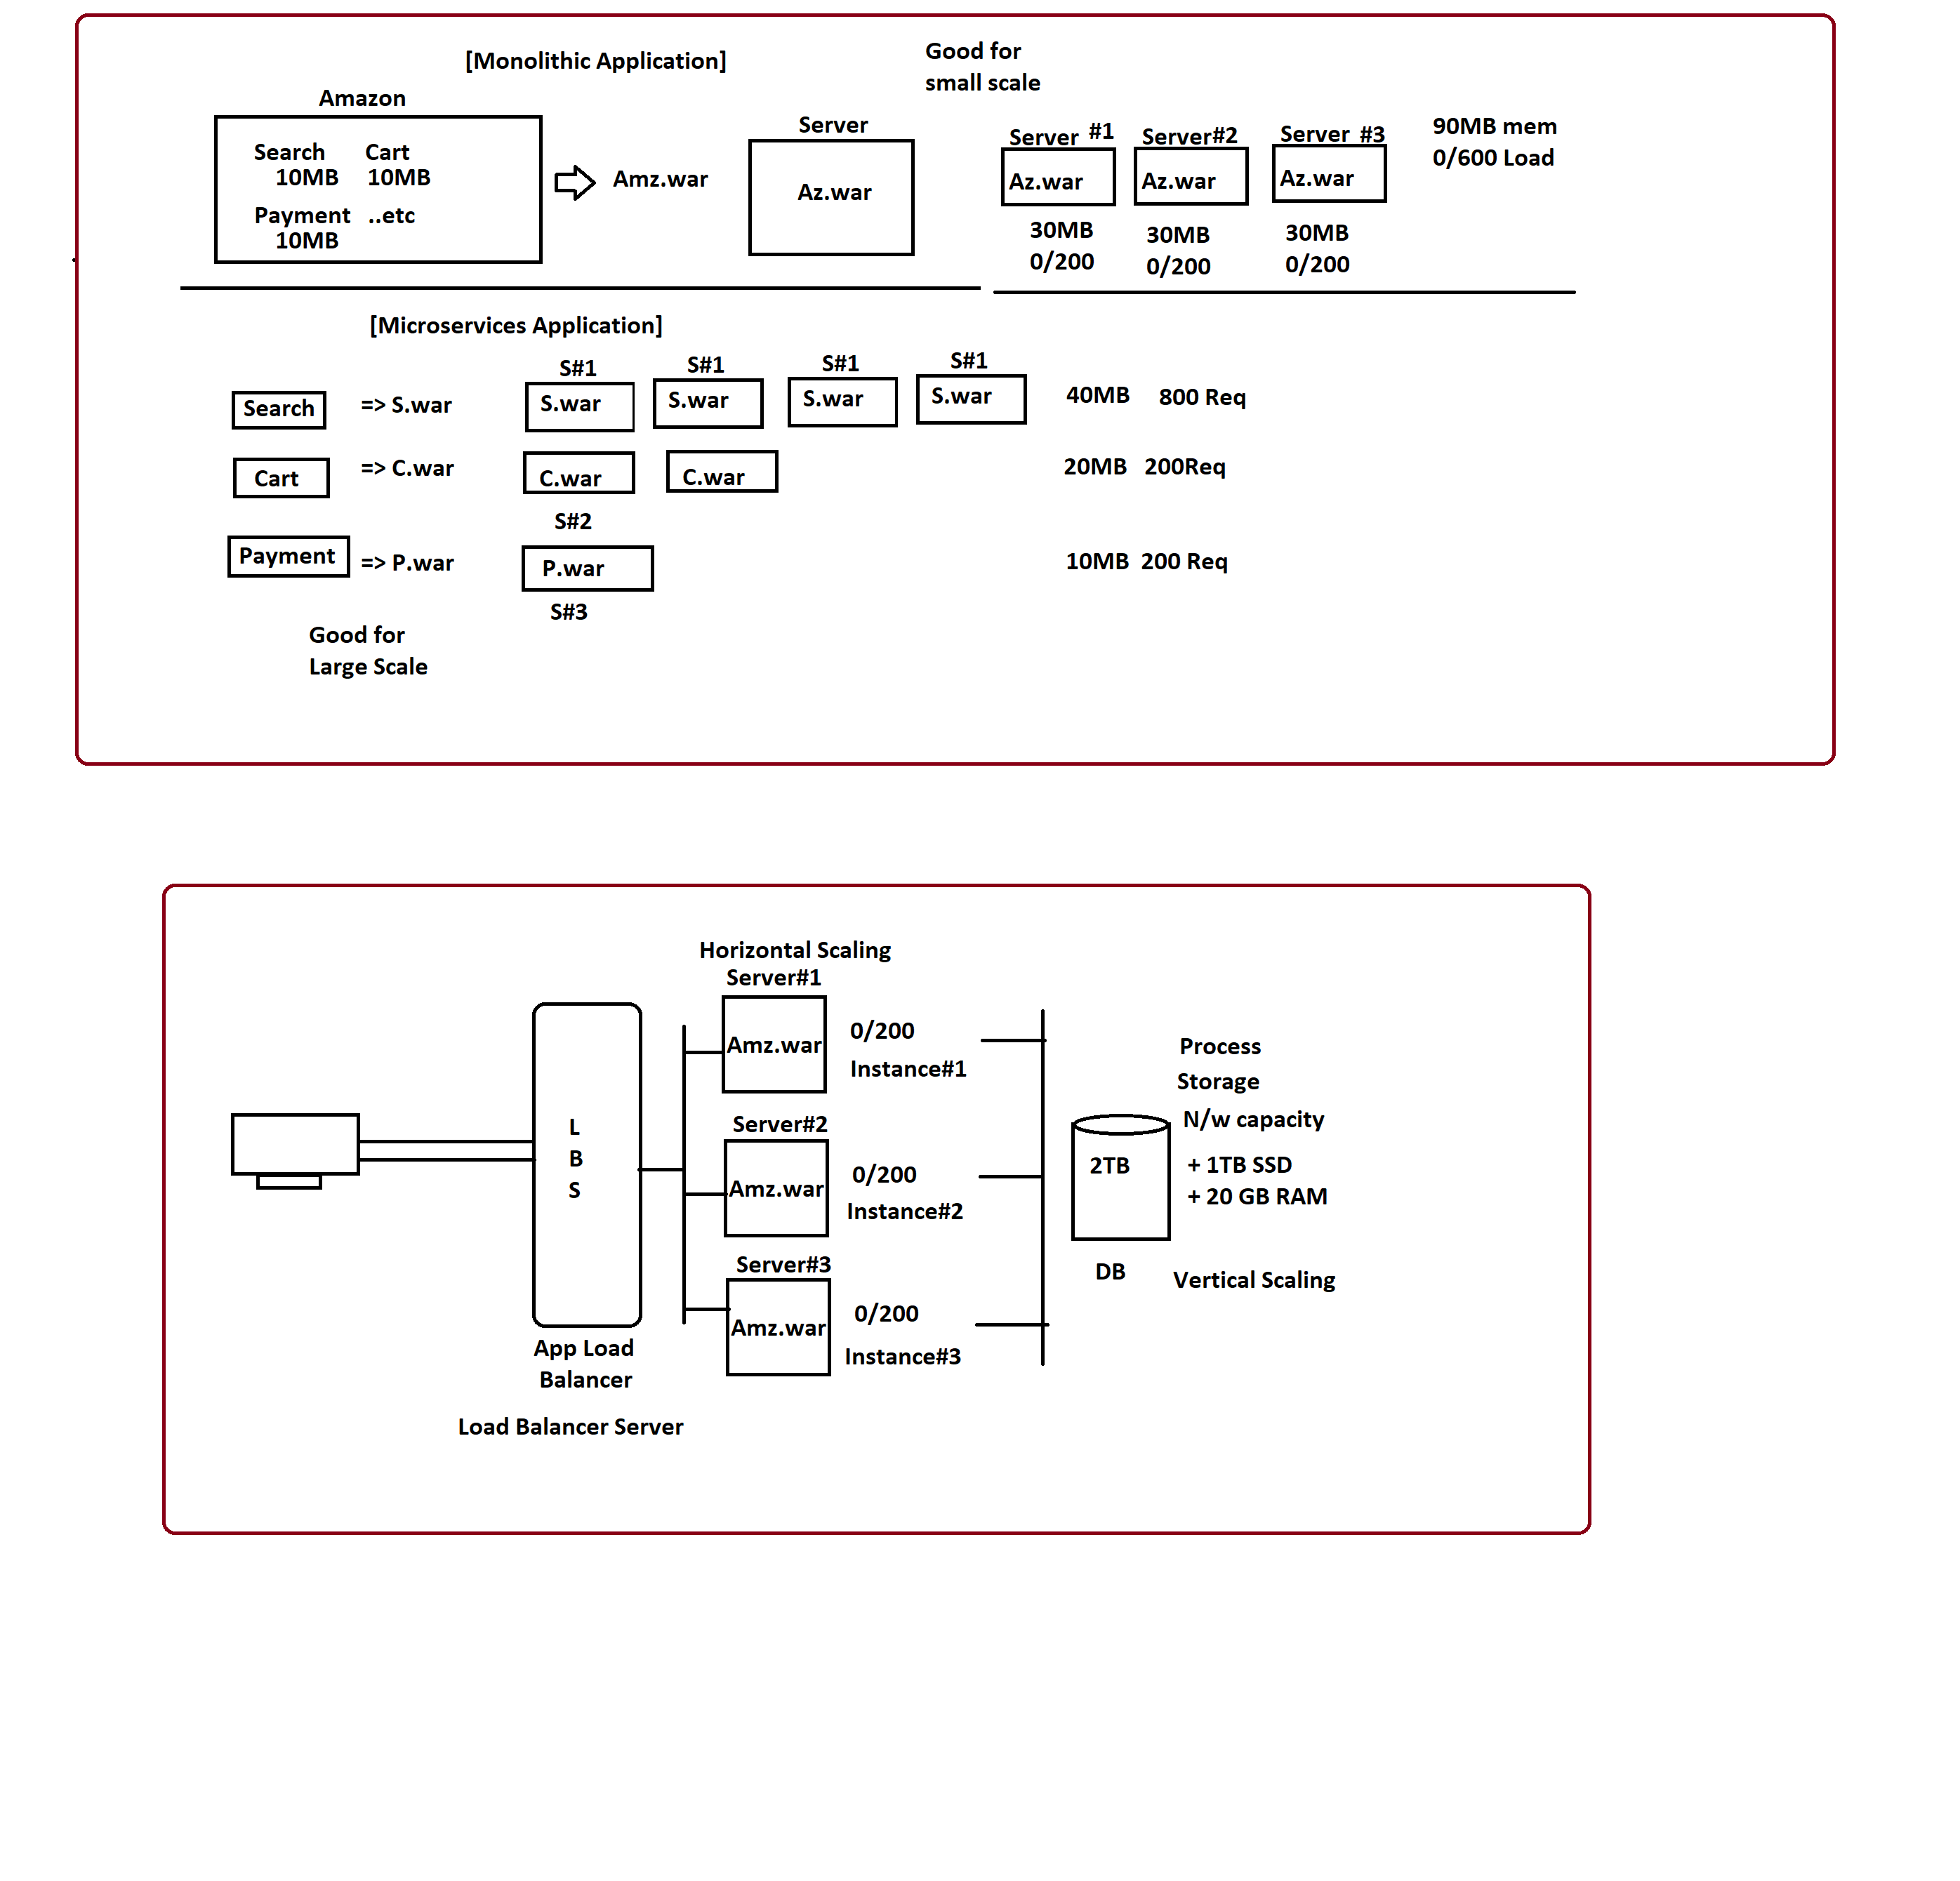 [Monolithic Application]
Good for
small scale
Amazon
Search Cart
10MB 10MB
Payment ..etc
10MB
Amz.war
Server
Az.war
Server #1
Az.war
30MB
0/200
Server#2
Az.war
30MB
0/200
Server #3
Az.war
30MB
0/200
90MB mem
0/600 Load
[Microservices Application]
S#1 S#1 S#1 S#1
Search => S.war S.war S.war S.war S.war 40MB 800 Req
Cart => C.war C.war C.war 20MB 200Req
S#2
Payment => P.war P.war 10MB 200 Req
S#3
Good for
Large Scale
Horizontal Scaling
Server#1
Amz.war
0/200
Instance#1
Server#2
Amz.war
0/200
Instance#2
Server#3
Amz.war
0/200
Instance#3
L
B
S
App Load
Balancer
Load Balancer Server
Process
Storage
N/w capacity
2TB
+ 1TB SSD
+ 20 GB RAM
DB
Vertical Scaling